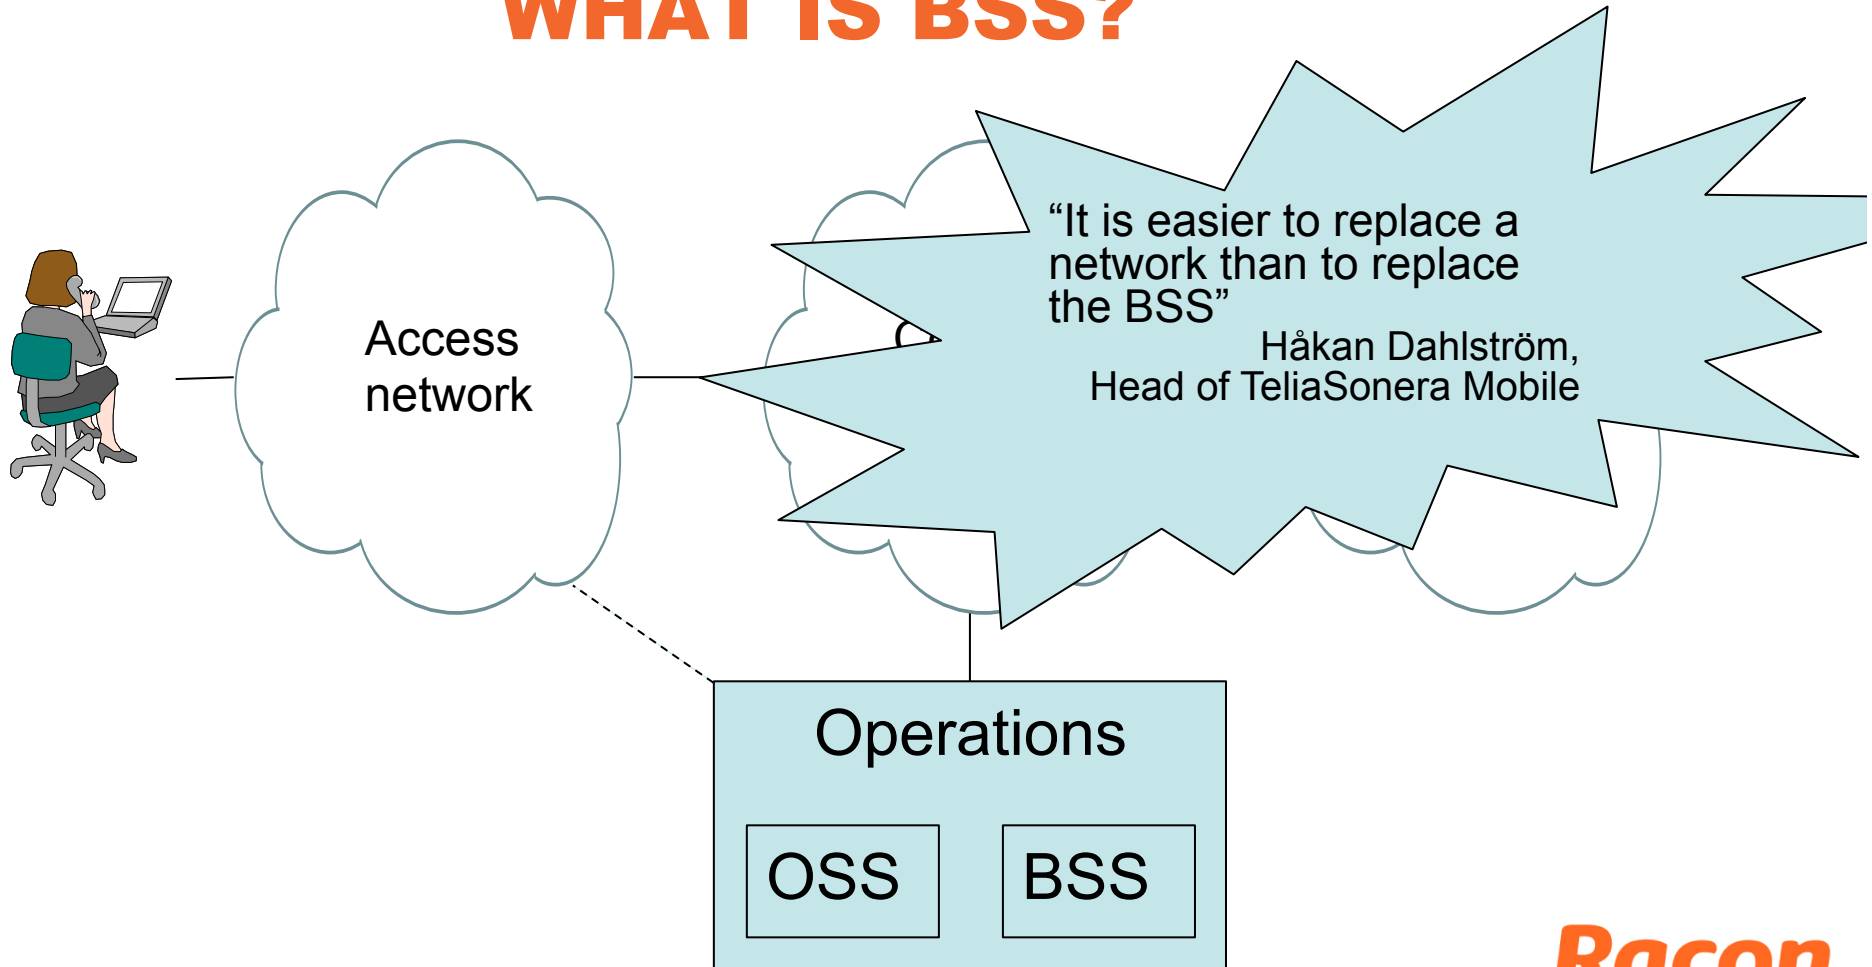 WHAT IS BSS?
“It is easier to replace a
network than to replace
the BSS”
Håkan Dahlström,
Head of TeliaSonera Mobile
Access
network
Operations
OSS
BSS
Racon